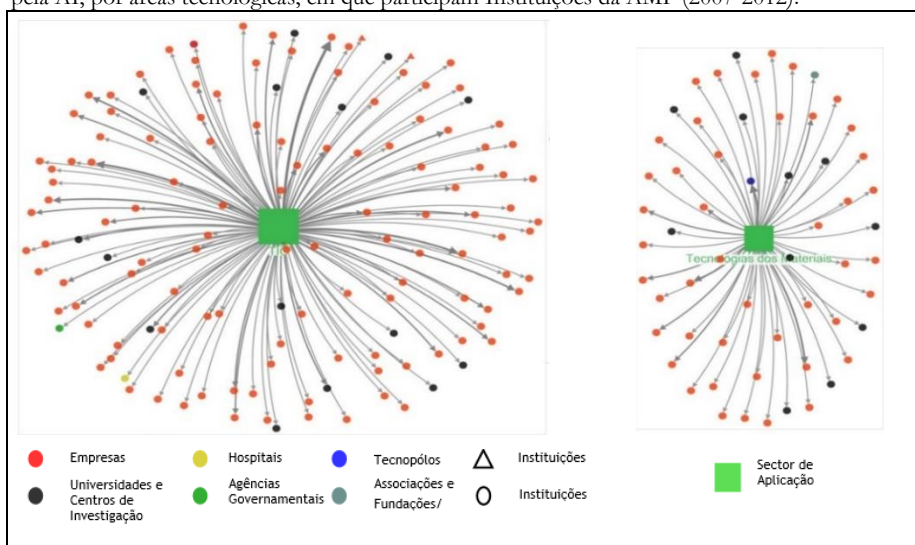 pela AI, por áreas tecnológicas, em que participam Instituições da AMP (2007-2012).
Tecnologias dos Materiais
Empresas
Hospitais
Tecnopólos
Instituições
Universidades e
Centros de
Investigação
Agências
Governamentais
Associações e
Fundações/
Instituições
Sector de
Aplicação